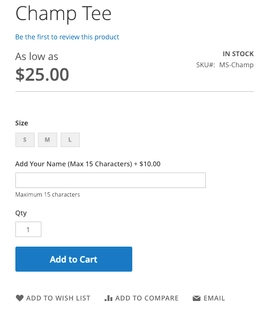 Champ Tee
Be the first to review this product
As low as
$25.00
IN STOCK
SKU#: MS-Champ
Size
S M L
Add Your Name (Max 15 Characters) + $10.00
Maximum 15 characters
Qty
1
Add to Cart
ADD TO WISH LIST ADD TO COMPARE EMAIL